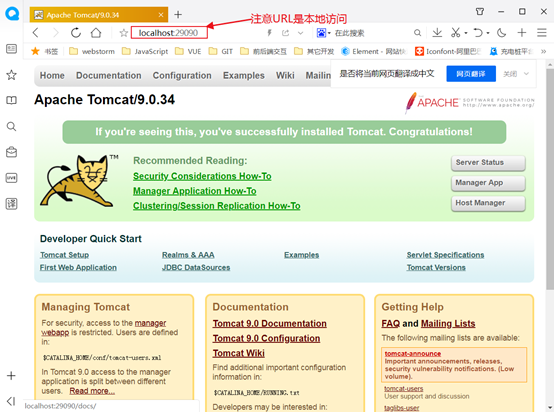 注意URL是本地访问
Apache Tomcat/9.0.34
localhost:29090
在此搜索
书签 webstorm JavaScript VUE GIT 前后端交互 其它开发 Element - 网站快 Iconfont-阿里巴 充电桩平
是否将当前网页翻译成中文 网页翻译 关闭
Home Documentation Configuration Examples Wiki Mailin
Apache Tomcat/9.0.34
APACHE SOFTWARE FOUNDATION
http://www.apache.org/
If you're seeing this, you've successfully installed Tomcat. Congratulations!
TM
Recommended Reading:
Security Considerations How-To
Manager Application How-To
Clustering/Session Replication How-To
Server Status
Manager App
Host Manager
Developer Quick Start
Tomcat Setup Realms & AAA Examples Servlet Specifications
First Web Application JDBC DataSources Tomcat Versions
Managing Tomcat
For security, access to the manager
webapp is restricted. Users are defined
in:
$CATALINA_HOME/conf/tomcat-users.xml
In Tomcat 9.0 access to the manager
application is split between different
users. Read more...
Documentation
Tomcat 9.0 Documentation
Tomcat 9.0 Configuration
Tomcat Wiki
Find additional important configuration
information in:
$CATALINA_HOME/RUNNING.txt
Developers may be interested in:
Getting Help
FAQ and Mailing Lists
The following mailing lists are available:
tomcat-announce
Important announcements, releases,
security vulnerability notifications. (Low
volume).
tomcat-users
User support and discussion
taglibs-user
localhost:29090/docs/
LIVE
译